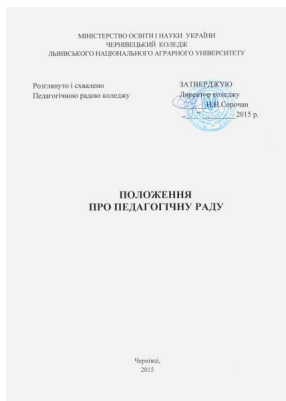 МІНІСТЕРСТВО ОСВІТИ І НАУКИ УКРАЇНИ
ЧЕРНІВЕЦЬКИЙ КОЛЕДЖ
ЛЬВІВСЬКОГО НАЦІОНАЛЬНОГО АГРАРНОГО УНІВЕРСИТЕТУ
Розглянуто і схвалено
Педагогічною радою коледжу
ЗАТВЕРДЖУЮ
Директор коледжу
Сорочан
2015 р.
ПОЛОЖЕННЯ
ПРО ПЕДАГОГІЧНУ РАДУ
Чернівці,
2015